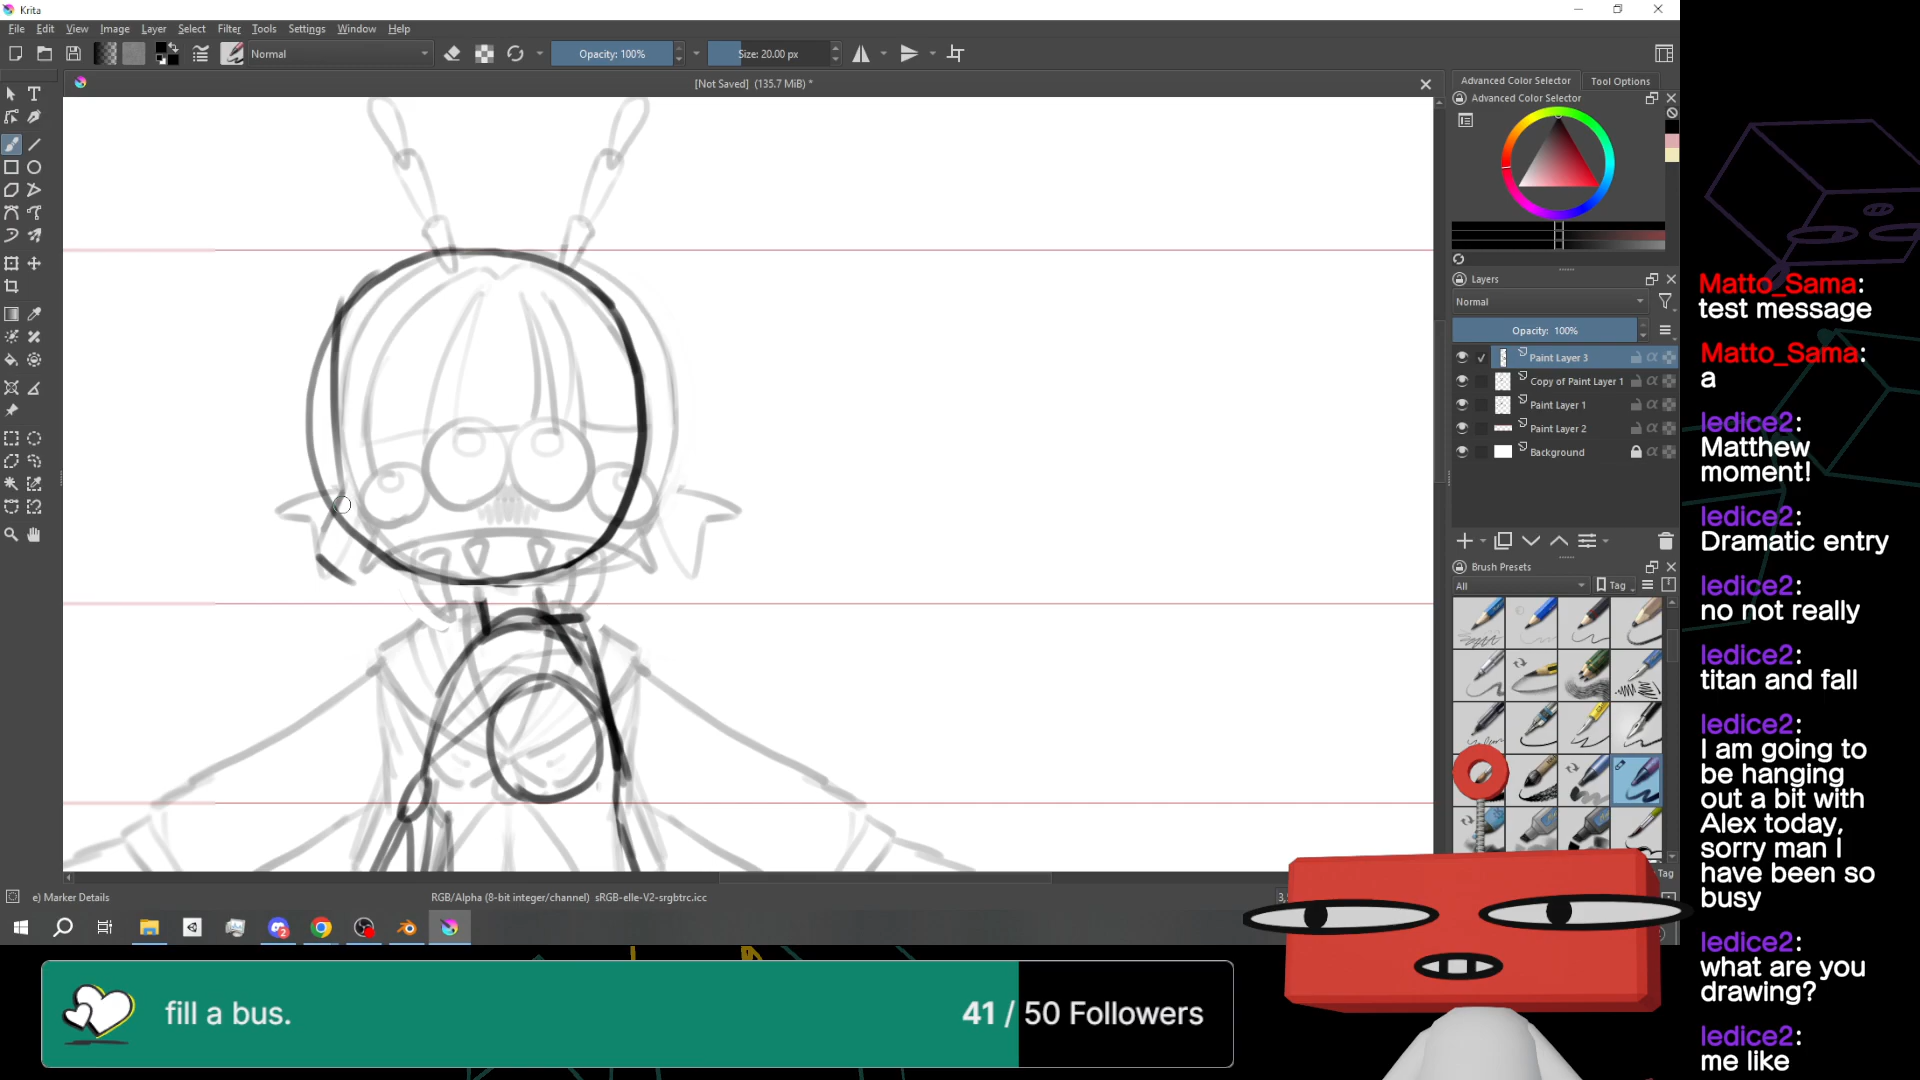 Krita
File Edit View Image Layer Select Filter Tools Settings Window Help
Normal
Opacity: 100%
Size: 20.00 px
[Not Saved] (135.7 MiB) *
Advanced Color Selector
Tool Options
Advanced Color Selector
Layers
Normal
Opacity: 100%
Paint Layer 3
Copy of Paint Layer 1
Paint Layer 1
Paint Layer 2
Background
Brush Presets
All
Tag
Tag
e) Marker Details
RGB/Alpha (8-bit integer/channel) sRGB-elle-V2-srgbtrc.icc
fill a bus.
41 / 50 Followers
Matto_Sama:
test message
Matto_Sama:
a
ledice2:
Matthew
moment!
ledice2:
Dramatic entry
ledice2:
no not really
ledice2:
titan and fall
ledice2:
I am going to
be hanging
out a bit with
Alex today,
sorry man I
have been so
busy
ledice2:
what are you
drawing?
ledice2:
me like